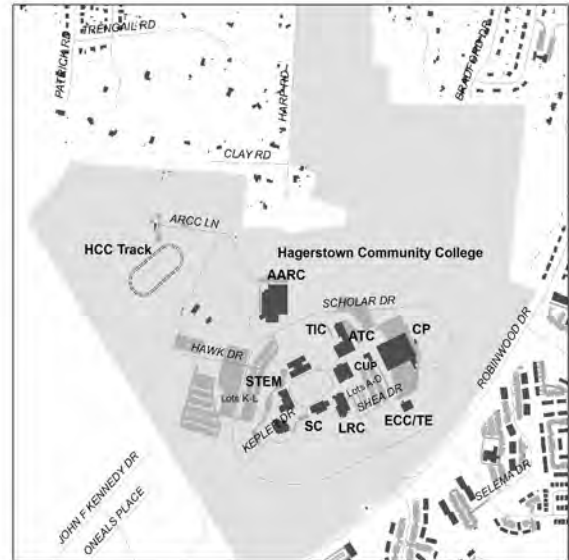 TRENGAIL RD
PATRICK RD
HARP RD
BRADFORD DR
CLAY RD
ARCC LN
HCC Track
Hagerstown Community College
AARC
SCHOLAR DR
TIC
ATC
CP
ROBINWOOD DR
HAWK DR
CUP
STEM
Lots A-D
Lots K-L
SHEA DR
KEPLER DR
SC
LRC
ECC/TE
SELEMA DR
JOHN F KENNEDY DR
ONEALS PLACE